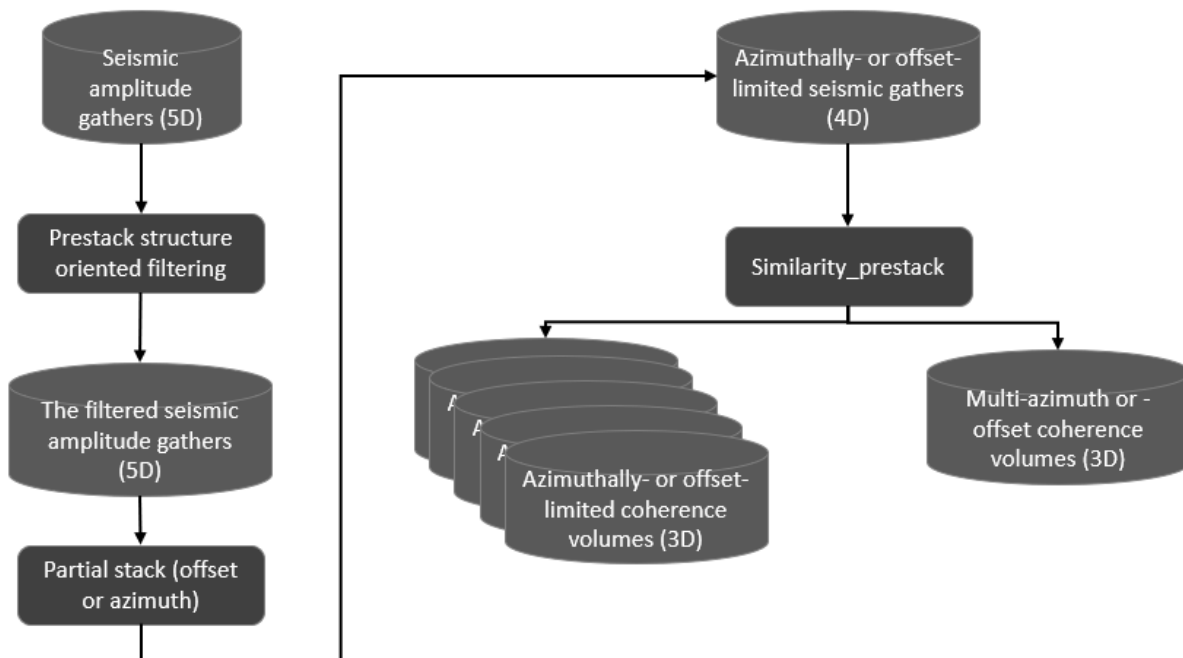 Seismic
amplitude
gathers (5D)
Prestack structure
oriented filtering
The filtered seismic
amplitude gathers
(5D)
Partial stack (offset
or azimuth)
Azimuthally- or offset-
limited seismic gathers
(4D)
Similarity_prestack
A
A
A
A
Azimuthally- or offset-
limited coherence
volumes (3D)
Multi-azimuth or -
offset coherence
volumes (3D)